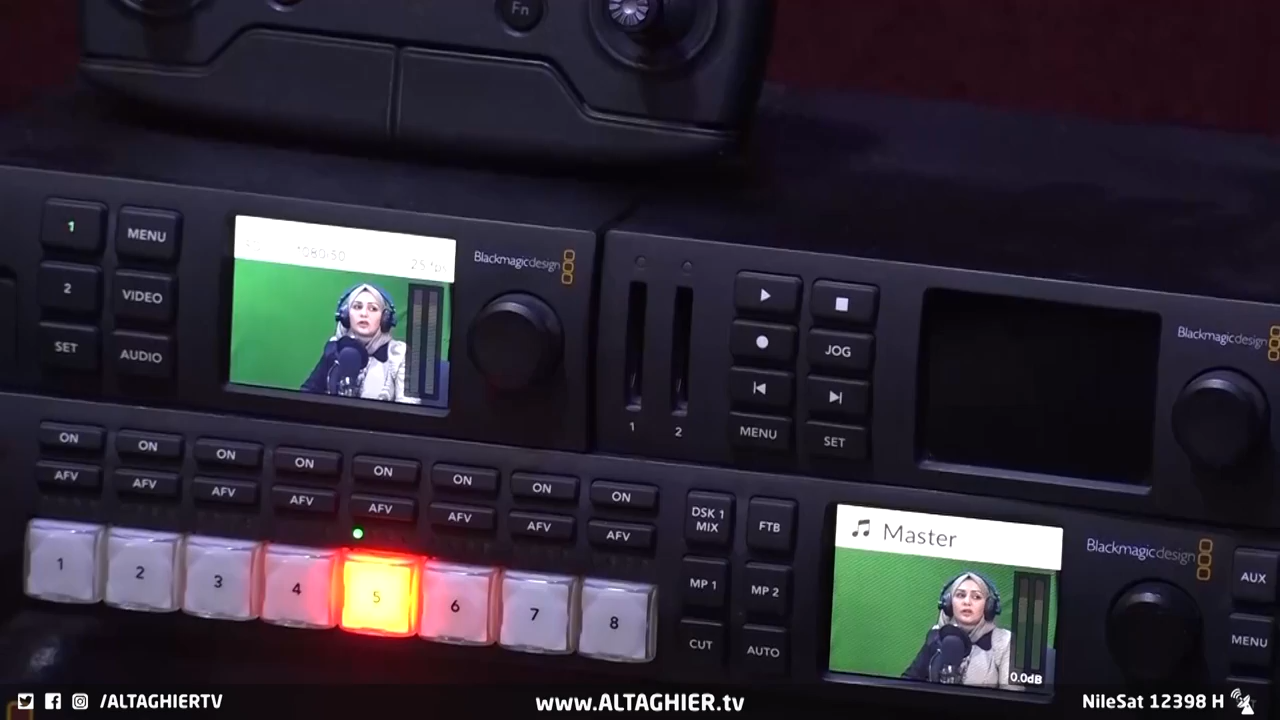 Fn
1
MENU
2
VIDEO
SET
AUDIO
1080i50
25 fps
Blackmagicdesign
1
2
JOG
MENU
SET
Blackmagicdesign
ON
ON
ON
ON
ON
ON
ON
ON
AFV
AFV
AFV
AFV
AFV
AFV
AFV
AFV
1
2
3
4
5
6
7
8
DSK 1
MIX
FTB
MP 1
MP 2
CUT
AUTO
Master
0.0dB
Blackmagicdesign
AUX
MENU
/ALTAGHIERTV
www.ALTAGHIER.tv
NileSat 12398 H